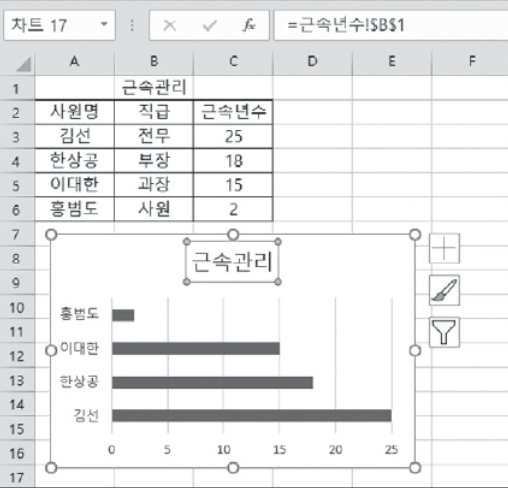 차트 17 fx =근속년수!$B$1
A B C D E F
1 근속관리
2 사원명 직급 근속년수
3 김선 전무 25
4 한상공 부장 18
5 이대한 과장 15
6 홍범도 사원 2
7
8 근속관리
9
10 홍범도
11
12 이대한
13 한상공
14 김선
15
16 0 5 10 15 20 25
17